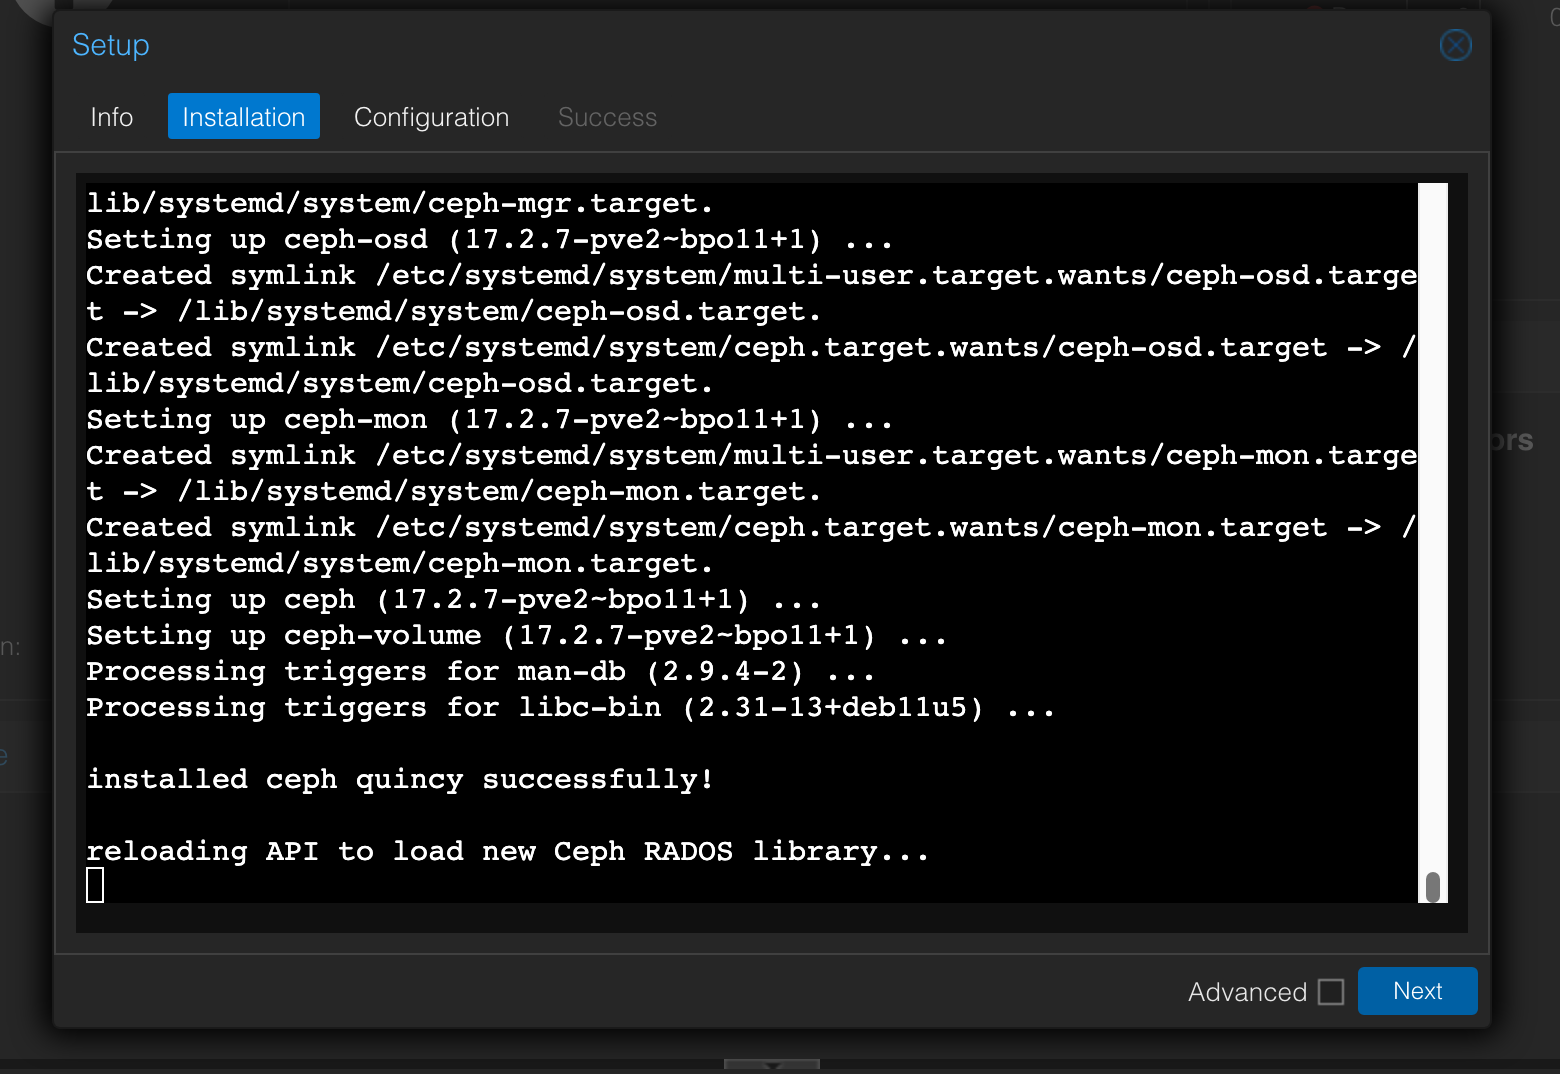 Setup
Info
Installation
Configuration
Success
lib/systemd/system/ceph-mgr.target.
Setting up ceph-osd (17.2.7-pve2~bpo11+1) ...
Created symlink /etc/systemd/system/multi-user.target.wants/ceph-osd.targe
t -> /lib/systemd/system/ceph-osd.target.
Created symlink /etc/systemd/system/ceph.target.wants/ceph-osd.target -> /
lib/systemd/system/ceph-osd.target.
Setting up ceph-mon (17.2.7-pve2~bpo11+1) ...
Created symlink /etc/systemd/system/multi-user.target.wants/ceph-mon.targe
t -> /lib/systemd/system/ceph-mon.target.
Created symlink /etc/systemd/system/ceph.target.wants/ceph-mon.target -> /
lib/systemd/system/ceph-mon.target.
Setting up ceph (17.2.7-pve2~bpo11+1) ...
Setting up ceph-volume (17.2.7-pve2~bpo11+1) ...
Processing triggers for man-db (2.9.4-2) ...
Processing triggers for libc-bin (2.31-13+deb11u5) ...
installed ceph quincy successfully!
reloading API to load new Ceph RADOS library...
Advanced
Next
ors
n: